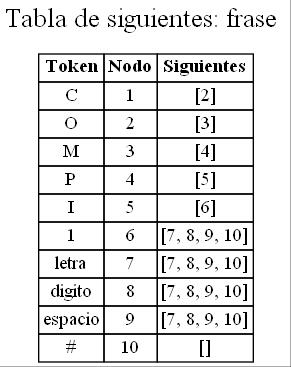 Tabla de siguientes: frase
Token Nodo Siguientes
C 1 [2]
O 2 [3]
M 3 [4]
P 4 [5]
I 5 [6]
1 6 [7, 8, 9, 10]
letra 7 [7, 8, 9, 10]
digito 8 [7, 8, 9, 10]
espacio 9 [7, 8, 9, 10]
# 10 []